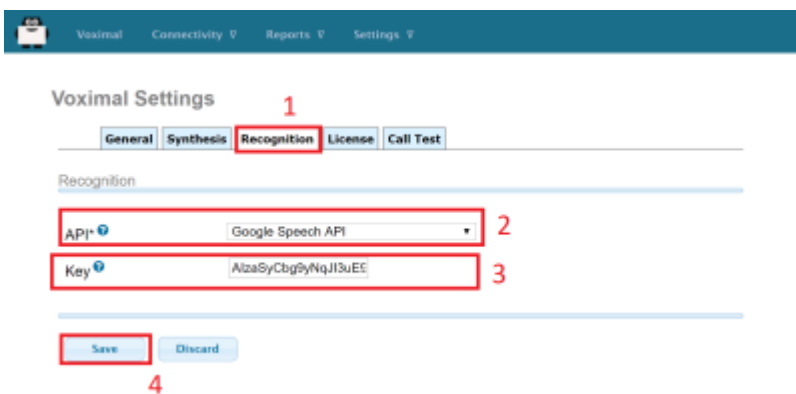 Voximal Connectivity ∇ Reports ∇ Settings ∇
Voximal Settings
1
General Synthesis Recognition License Call Test
Recognition
API* ? Google Speech API ▼ 2
Key ? 3
Save Discard
4